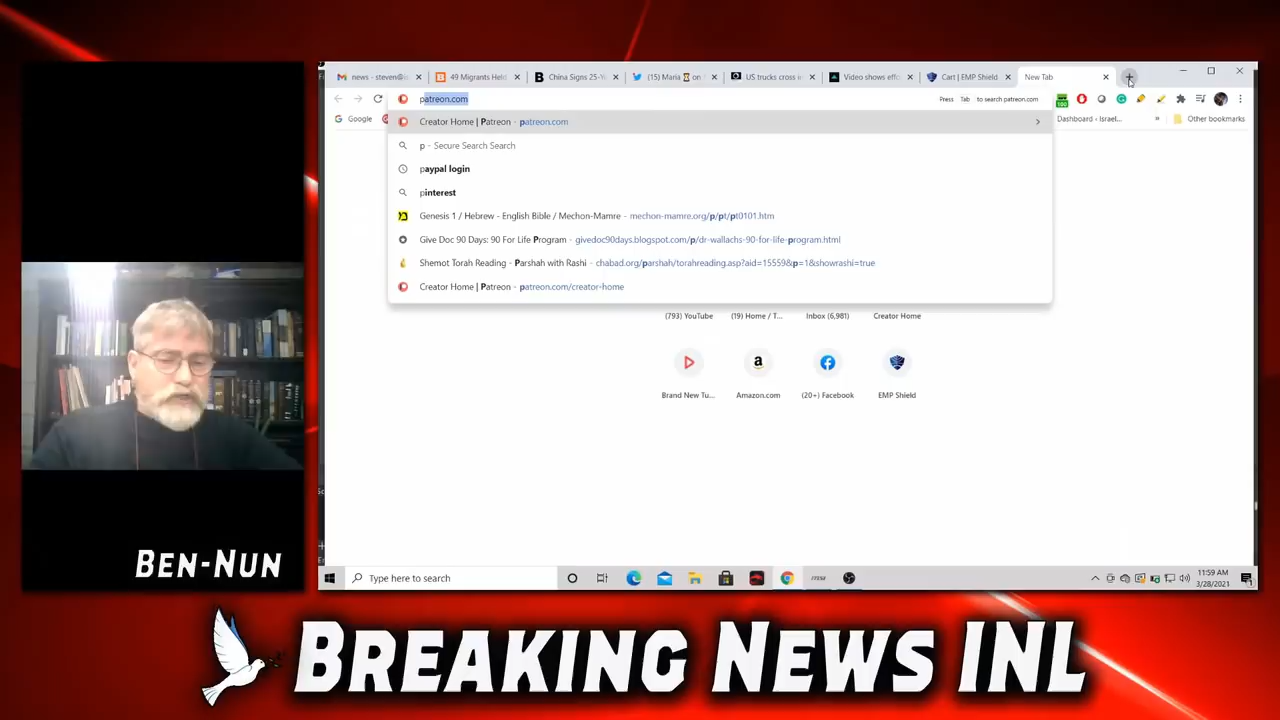 news - steven@is
49 Migrants Held
China Signs 25-Y
(15) Maria on
US trucks cross i
Video shows effo
Cart | EMP Shield
New Tab
patreon.com
Press Tab to search patreon.com
Google
Dashboard - Israel...
Other bookmarks
Creator Home | Patreon - patreon.com
p - Secure Search Search
paypal login
pinterest
Genesis 1 / Hebrew - English Bible / Mechon-Mamre - mechon-mamre.org/p/pt/pt0101.htm
Give Doc 90 Days: 90 For Life Program - givedoc90days.blogspot.com/p/dr-wallachs-90-for-life-program.html
Shemot Torah Reading - Parshah with Rashi - chabad.org/parshah/torahreading.asp?aid=15559&p=1&showrashi=true
Creator Home | Patreon - patreon.com/creator-home
(793) YouTube
(19) Home / T...
Inbox (6,981)
Creator Home
Brand New Tu...
Amazon.com
(20+) Facebook
EMP Shield
Type here to search
msi
11:59 AM
3/28/2021
Ben-Nun
Breaking News INL